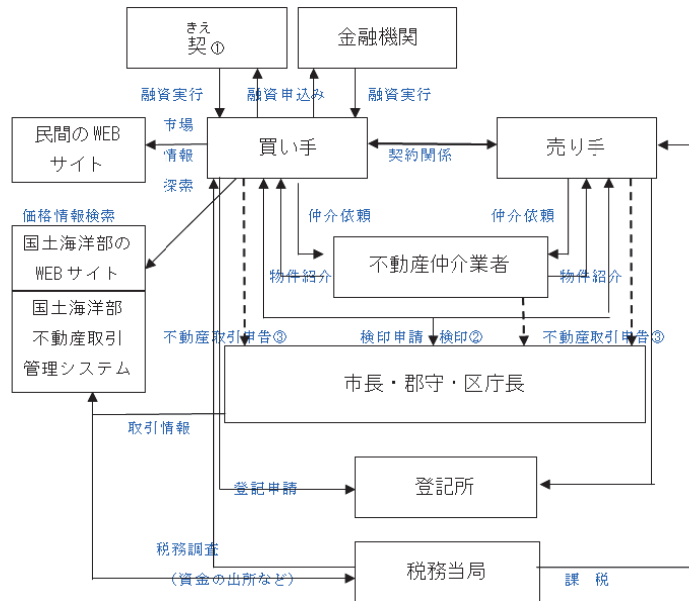 きえ
契① 金融機関
融資実行 融資申込み 融資実行
民間のWEB
サイト
市場
情報
深索
買い手 契約関係 売り手
価格情報検索
仲介依頼 仲介依頼
国土海洋部の
WEBサイト
不動産仲介業者
物件紹介 物件紹介
国土海洋部
不動産取引
管理システム
不動産取引申告③ 検印申請 検印② 不動産取引申告③
市長・郡守・区庁長
取引情報
登記申請 登記所
税務調査
(資金の出所など) 税務当局 課 税